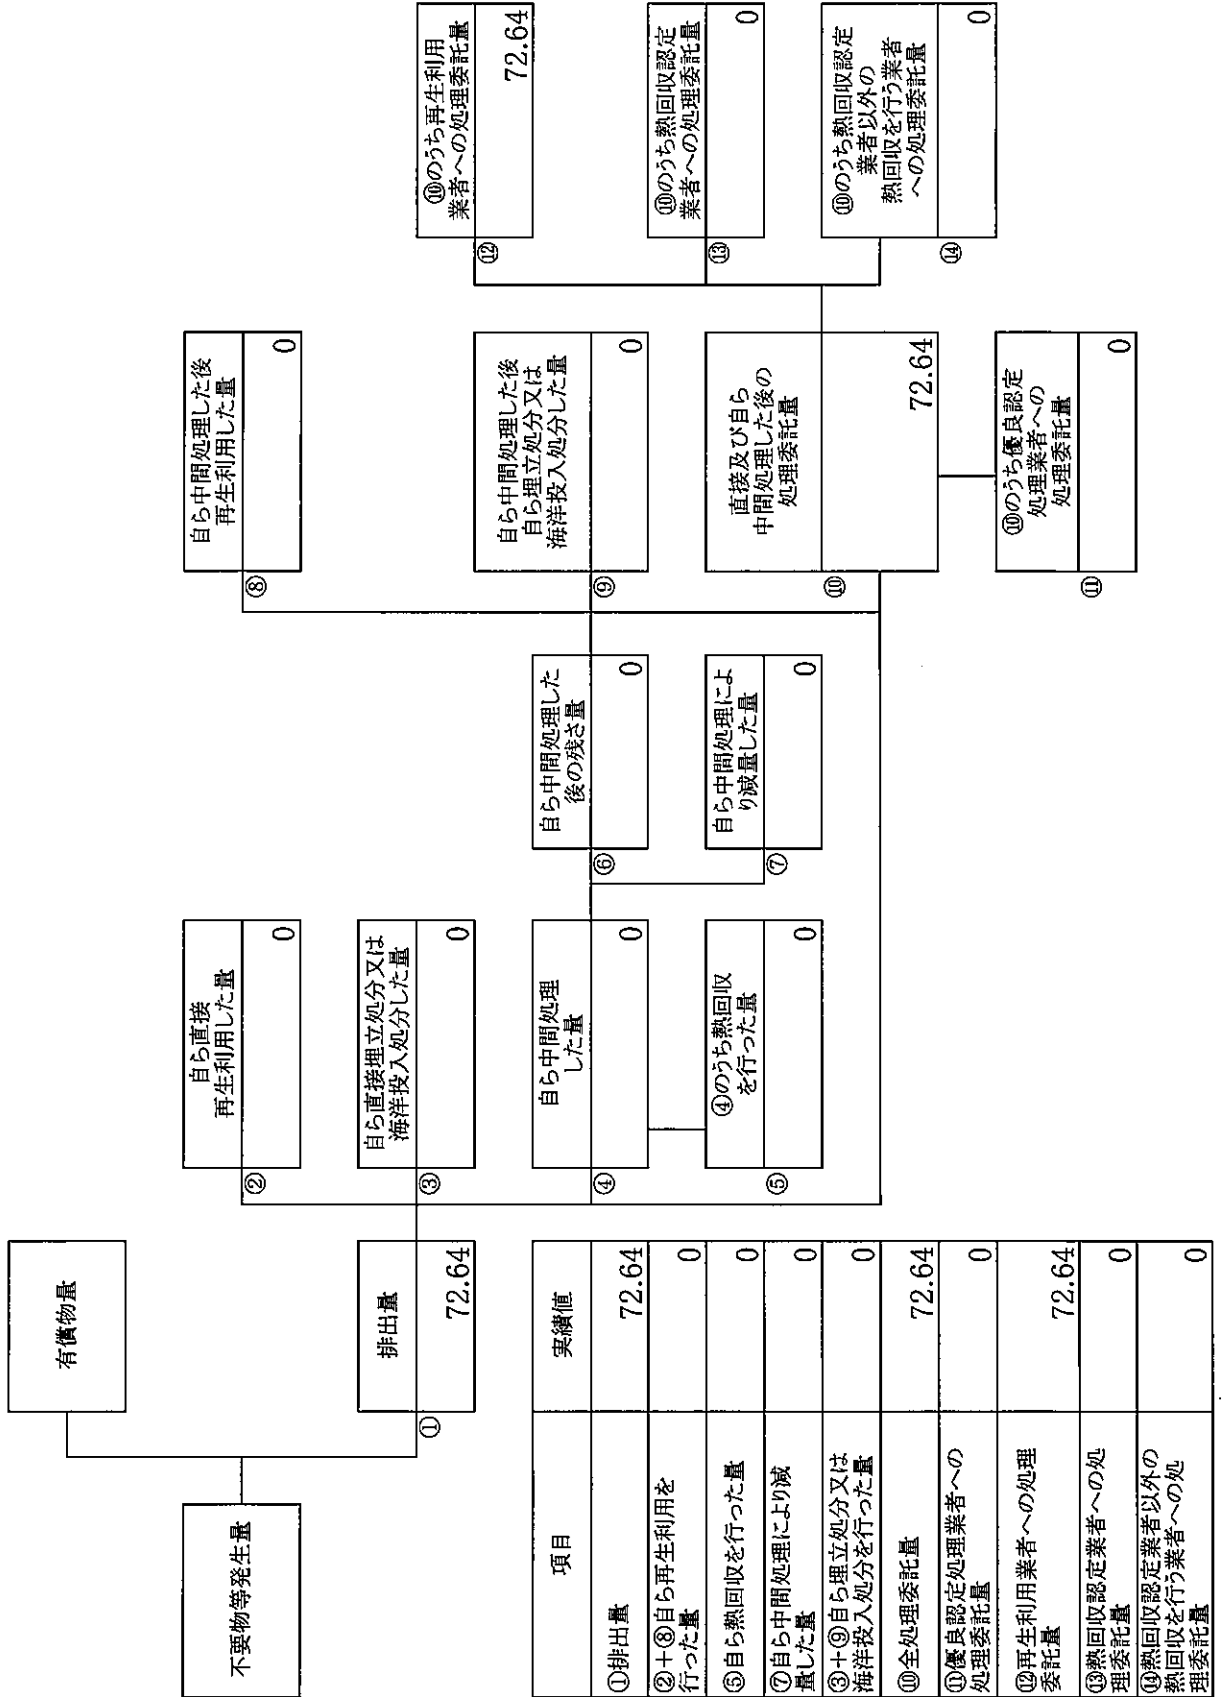 不要物等発生量
有償物量
①
排出量
72.64
②
自ら直接
再生利用した量
0
③
自ら直接埋立処分又は
海洋投入処分した量
0
④
自ら中間処理
した量
0
⑤
④のうち熱回収
を行った量
0
⑥
自ら中間処理した
後の残さ量
0
⑦
自ら中間処理によ
り減量した量
0
⑧
自ら中間処理した後
再生利用した量
0
⑨
自ら中間処理した後
自ら埋立処分又は
海洋投入処分した量
0
⑩
直接及び自ら
中間処理した後の
処理委託量
72.64
⑪
⑩のうち優良認定
処理業者への
処理委託量
0
⑫
⑩のうち再生利用
業者への処理委託量
72.64
⑬
⑩のうち熱回収認定
業者への処理委託量
0
⑭
⑩のうち熱回収認定
業者以外の
熱回収を行う業者
への処理委託量
0
項目 実績値
①排出量 72.64
②+⑧自ら再生利用を
行った量 0
⑤自ら熱回収を行った量 0
⑦自ら中間処理により減
量した量 0
③+⑨自ら埋立処分又は
海洋投入処分を行った量 0
⑩全処理委託量 72.64
⑪優良認定処理業者への
処理委託量 0
⑫再生利用業者への処理
委託量 72.64
⑬熱回収認定業者への処
理委託量 0
⑭熱回収認定業者以外の
熱回収を行う業者への処
理委託量 0